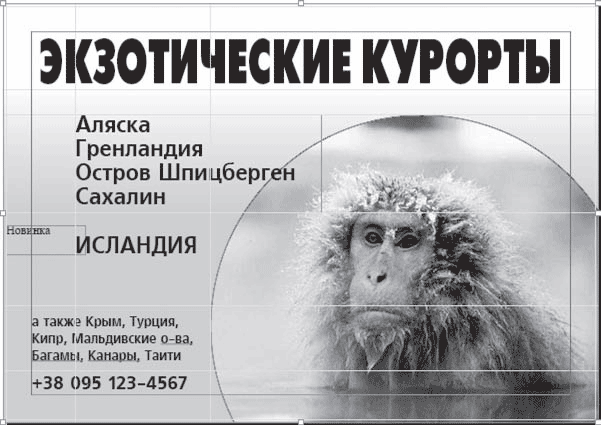 ЭКЗОТИЧЕСКИЕ КУРОРТЫ
Аляска
Гренландия
Остров Шпицберген
Сахалин
Новинка
ИСЛАНДИЯ
а также Крым, Турция,
Кипр, Мальдивские о-ва,
Багамы, Канары, Таити
+38 095 123-4567